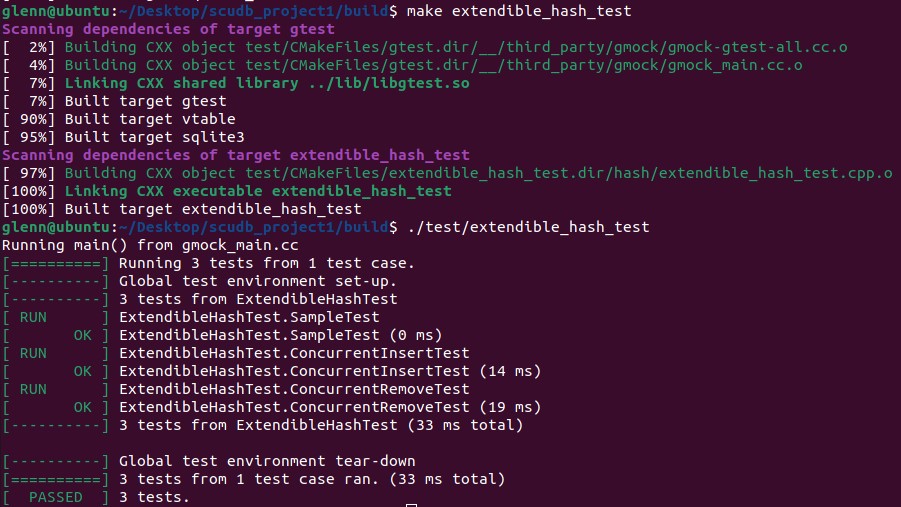 glenn@ubuntu:~/Desktop/scudb_project1/build$ make extendible_hash_test
Scanning dependencies of target gtest
[  2%] Building CXX object test/CMakeFiles/gtest.dir/__/third_party/gmock/gmock-gtest-all.cc.o
[  4%] Building CXX object test/CMakeFiles/gtest.dir/__/third_party/gmock/gmock_main.cc.o
[  7%] Linking CXX shared library ../lib/libgtest.so
[  7%] Built target gtest
[ 90%] Built target vtable
[ 95%] Built target sqlite3
Scanning dependencies of target extendible_hash_test
[ 97%] Building CXX object test/CMakeFiles/extendible_hash_test.dir/hash/extendible_hash_test.cpp.o
[100%] Linking CXX executable extendible_hash_test
[100%] Built target extendible_hash_test
glenn@ubuntu:~/Desktop/scudb_project1/build$ ./test/extendible_hash_test
Running main() from gmock_main.cc
[==========] Running 3 tests from 1 test case.
[----------] Global test environment set-up.
[----------] 3 tests from ExtendibleHashTest
[ RUN      ] ExtendibleHashTest.SampleTest
[       OK ] ExtendibleHashTest.SampleTest (0 ms)
[ RUN      ] ExtendibleHashTest.ConcurrentInsertTest
[       OK ] ExtendibleHashTest.ConcurrentInsertTest (14 ms)
[ RUN      ] ExtendibleHashTest.ConcurrentRemoveTest
[       OK ] ExtendibleHashTest.ConcurrentRemoveTest (19 ms)
[----------] 3 tests from ExtendibleHashTest (33 ms total)

[----------] Global test environment tear-down
[==========] 3 tests from 1 test case ran. (33 ms total)
[  PASSED  ] 3 tests.